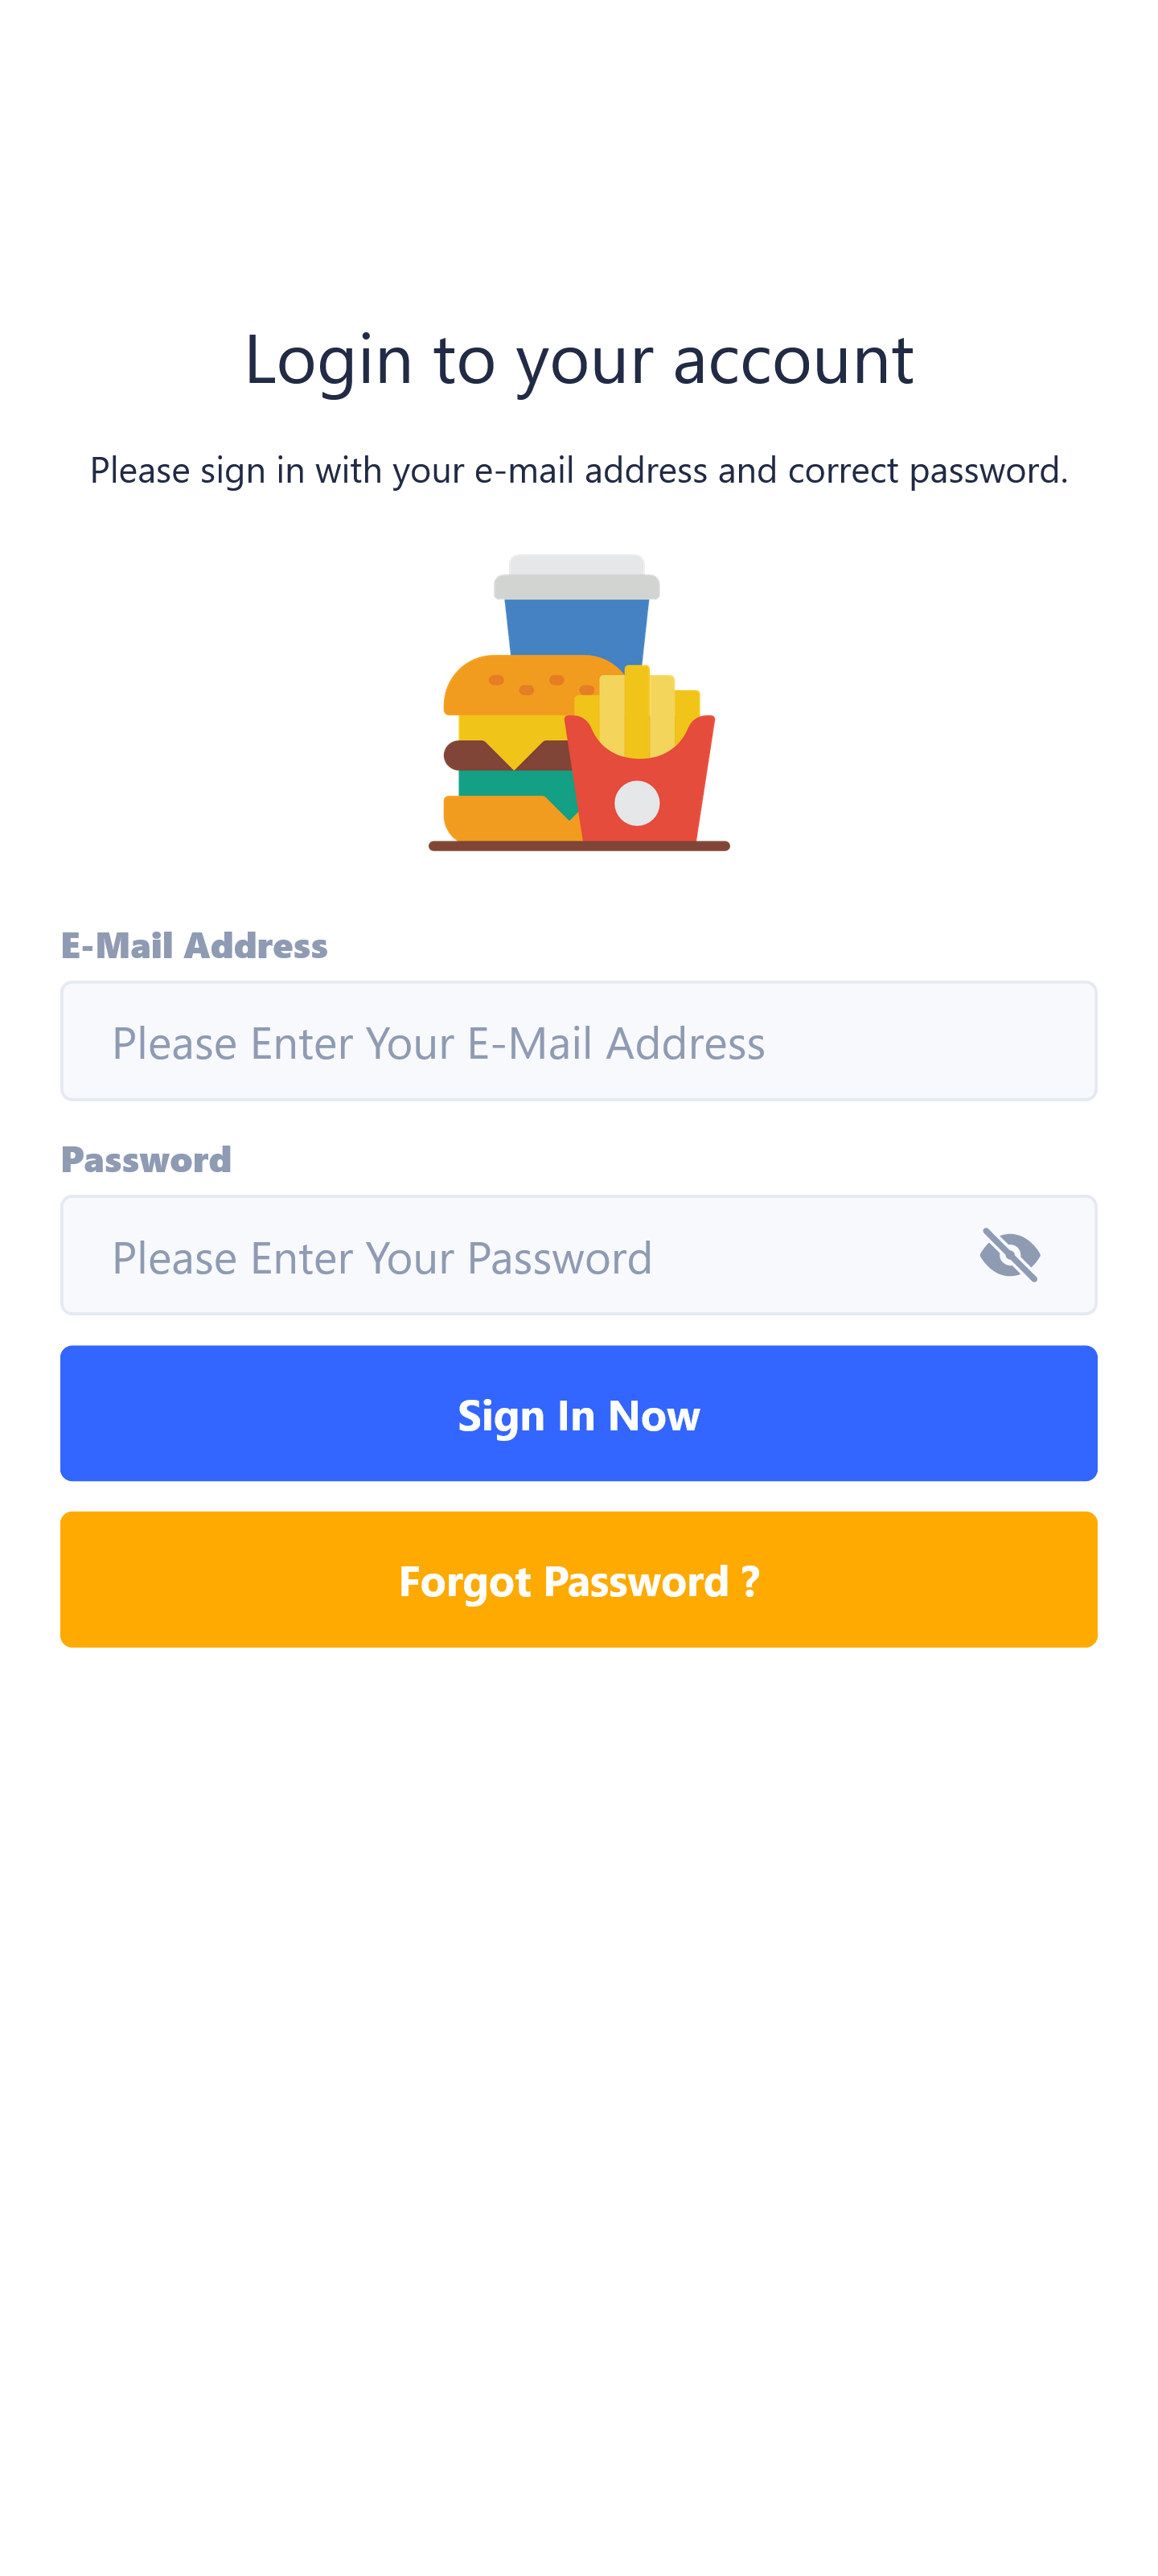 Login to your account
Please sign in with your e-mail address and correct password.
E-Mail Address
Please Enter Your E-Mail Address
Password
Please Enter Your Password
Sign In Now
Forgot Password ?